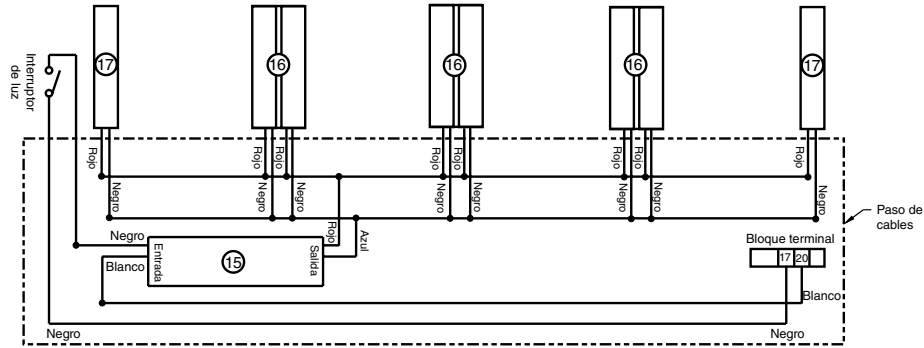 17
16
16
16
17
Interruptor
de luz
Rojo
Rojo
Rojo
Rojo
Rojo
Rojo
Rojo
Rojo
Negro
Negro
Negro
Negro
Negro
Negro
Negro
Negro
Paso de
cables
Negro
Rojo
Azul
Bloque terminal
Entrada
15
Salida
17 20
Blanco
Blanco
Negro
Negro